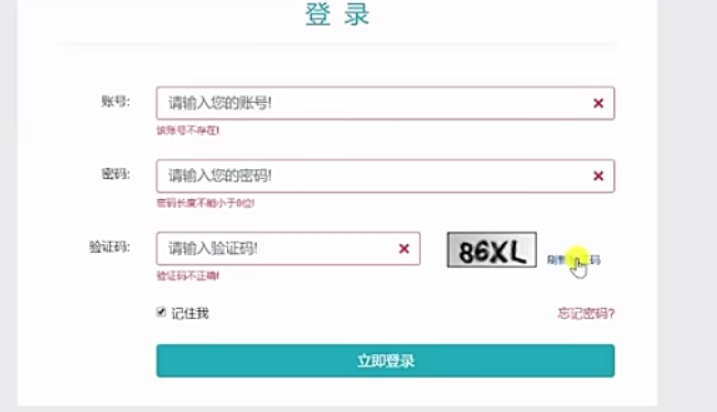 登 录
账号:
请输入您的账号!
该账号不存在!
密码:
请输入您的密码!
密码长度不能小于8位!
验证码:
请输入验证码!
86XL
刷新 码
验证码不正确!
记住我
忘记密码?
立即登录